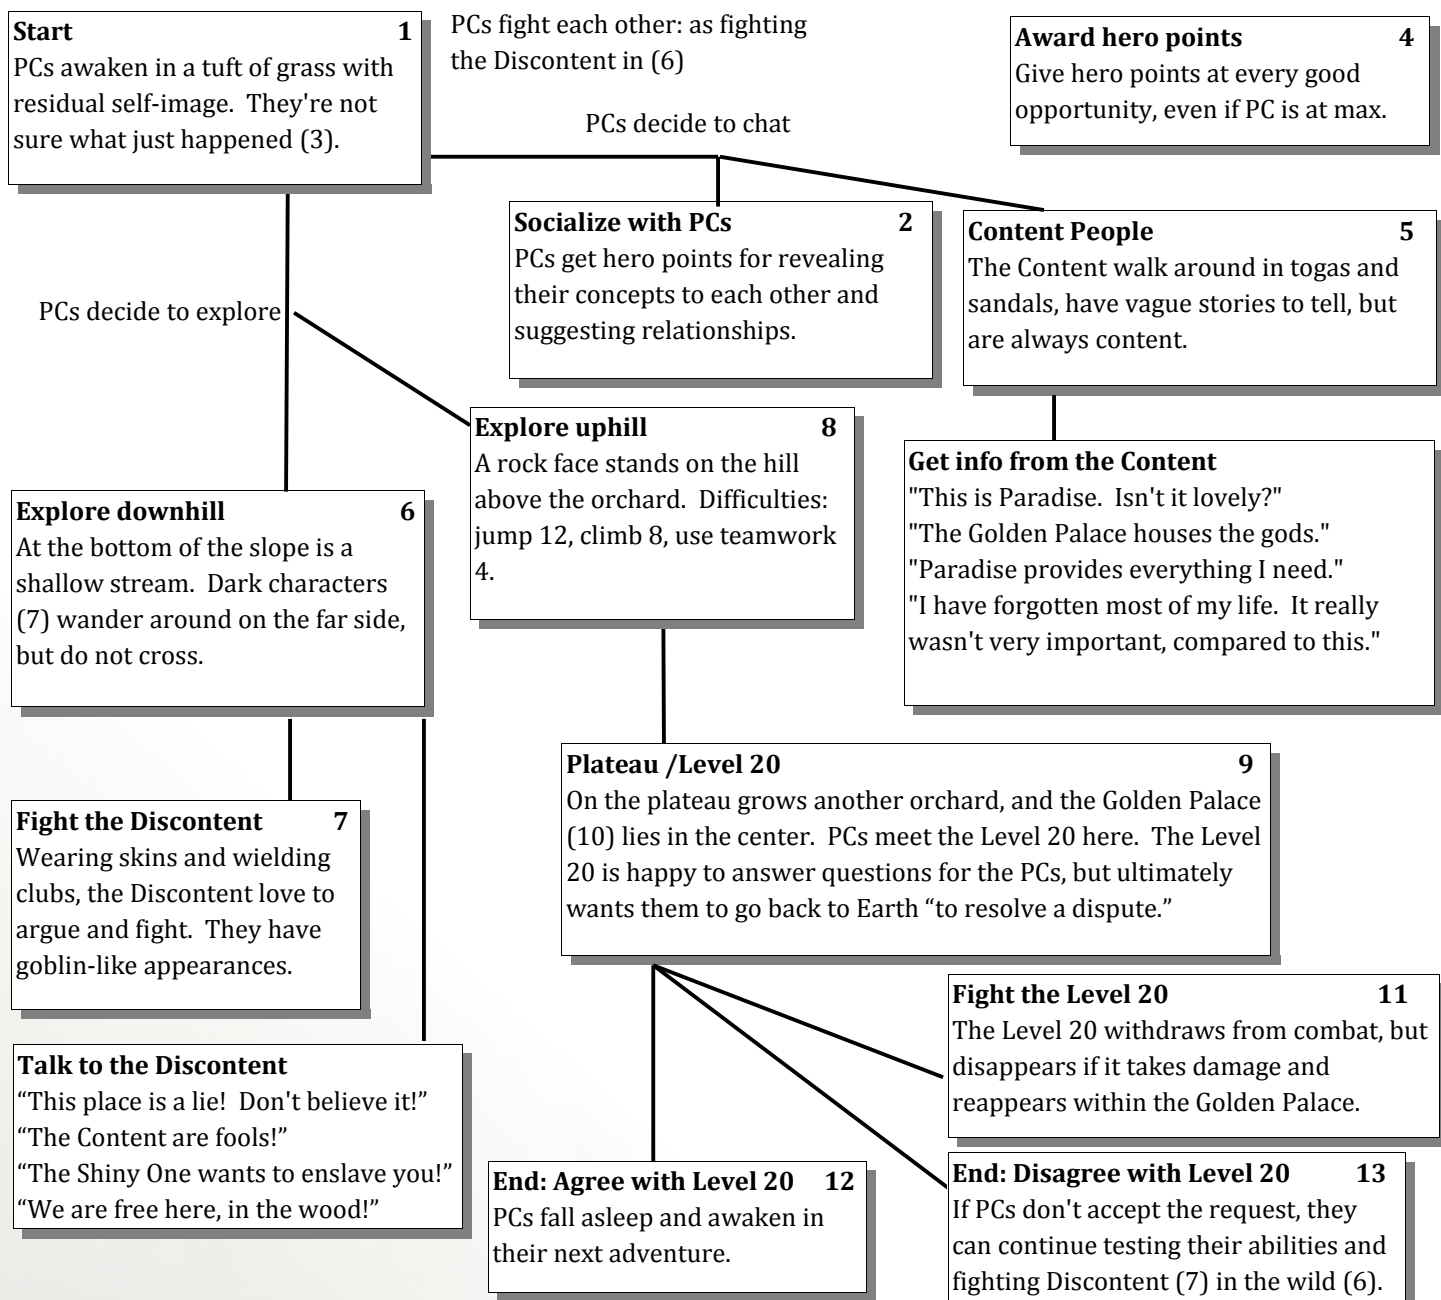 Start 1
PCs awaken in a tuft of grass with
residual self-image. They're not
sure what just happened (3).
PCs fight each other: as fighting
the Discontent in (6)
PCs decide to chat
Award hero points 4
Give hero points at every good
opportunity, even if PC is at max.
Socialize with PCs 2
PCs get hero points for revealing
their concepts to each other and
suggesting relationships.
Content People 5
The Content walk around in togas and
sandals, have vague stories to tell, but
are always content.
PCs decide to explore
Explore uphill 8
A rock face stands on the hill
above the orchard. Difficulties:
jump 12, climb 8, use teamwork
4.
Get info from the Content
"This is Paradise. Isn't it lovely?"
"The Golden Palace houses the gods."
"Paradise provides everything I need."
"I have forgotten most of my life. It really
wasn't very important, compared to this."
Explore downhill 6
At the bottom of the slope is a
shallow stream. Dark characters
(7) wander around on the far side,
but do not cross.
Plateau /Level 20 9
On the plateau grows another orchard, and the Golden Palace
(10) lies in the center. PCs meet the Level 20 here. The Level
20 is happy to answer questions for the PCs, but ultimately
wants them to go back to Earth “to resolve a dispute.”
Fight the Discontent 7
Wearing skins and wielding
clubs, the Discontent love to
argue and fight. They have
goblin-like appearances.
Fight the Level 20 11
The Level 20 withdraws from combat, but
disappears if it takes damage and
reappears within the Golden Palace.
Talk to the Discontent
“This place is a lie! Don't believe it!”
“The Content are fools!”
“The Shiny One wants to enslave you!”
“We are free here, in the wood!”
End: Agree with Level 20 12
PCs fall asleep and awaken in
their next adventure.
End: Disagree with Level 20 13
If PCs don't accept the request, they
can continue testing their abilities and
fighting Discontent (7) in the wild (6).